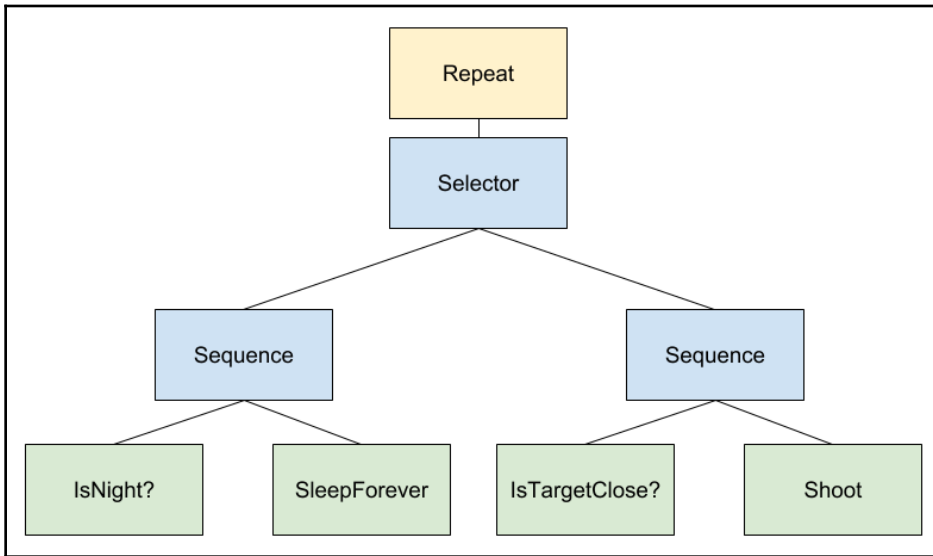 Repeat
Selector
Sequence
Sequence
IsNight?
SleepForever
IsTargetClose?
Shoot